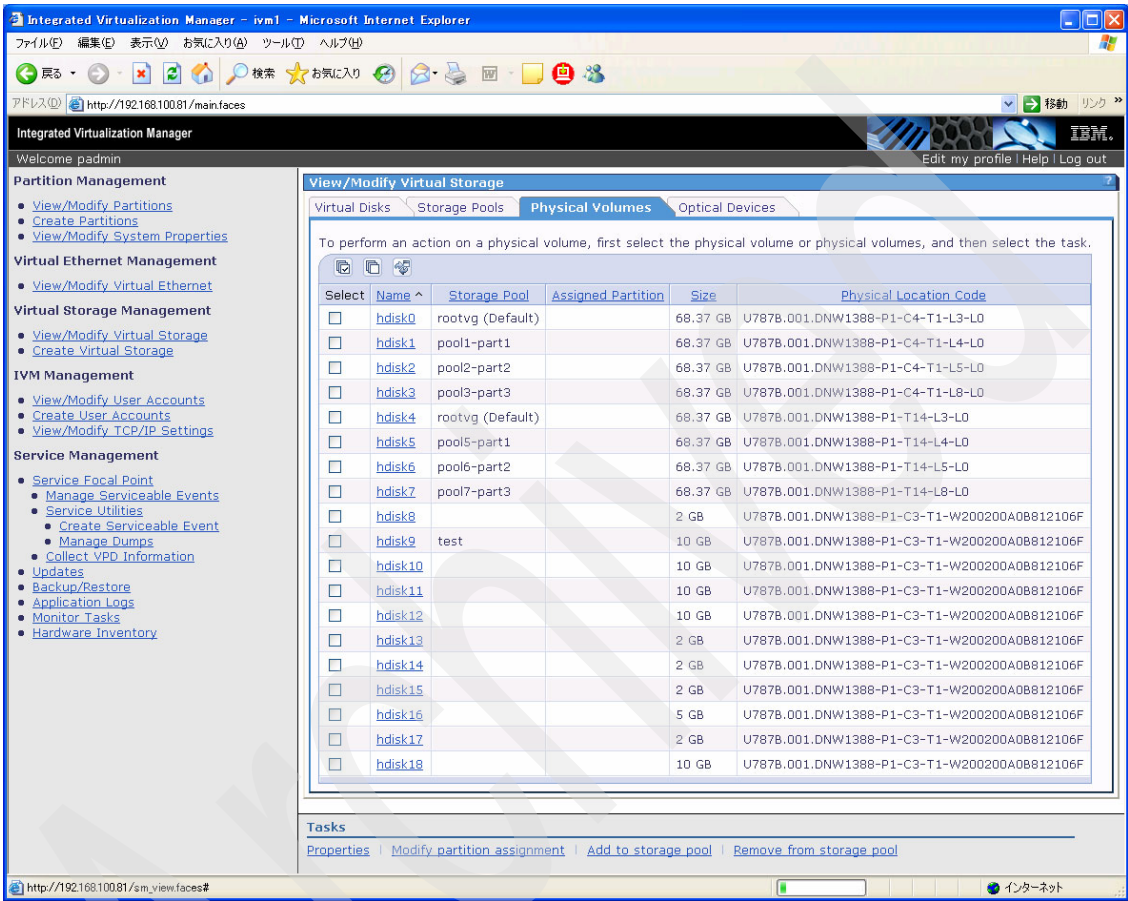 Integrated Virtualization Manager - ivm1 - Microsoft Internet Explorer
ファイル(F) 編集(E) 表示(V) お気に入り(A) ツール(T) ヘルプ(H)
戻る 検索 お気に入り
アドレス(D) http://192.168.100.81/main.faces 移動 リンク »
Integrated Virtualization Manager IBM.
Welcome padmin Edit my profile | Help | Log out
Partition Management
View/Modify Partitions
Create Partitions
View/Modify System Properties
Virtual Ethernet Management
View/Modify Virtual Ethernet
Virtual Storage Management
View/Modify Virtual Storage
Create Virtual Storage
IVM Management
View/Modify User Accounts
Create User Accounts
View/Modify TCP/IP Settings
Service Management
Service Focal Point
Manage Serviceable Events
Service Utilities
Create Serviceable Event
Manage Dumps
Collect VPD Information
Updates
Backup/Restore
Application Logs
Monitor Tasks
Hardware Inventory
View/Modify Virtual Storage ?
Virtual Disks Storage Pools Physical Volumes Optical Devices
To perform an action on a physical volume, first select the physical volume or physical volumes, and then select the task.
Select Name ^ Storage Pool Assigned Partition Size Physical Location Code
hdisk0 rootvg (Default) 68.37 GB U787B.001.DNW1388-P1-C4-T1-L3-L0
hdisk1 pool1-part1 68.37 GB U787B.001.DNW1388-P1-C4-T1-L4-L0
hdisk2 pool2-part2 68.37 GB U787B.001.DNW1388-P1-C4-T1-L5-L0
hdisk3 pool3-part3 68.37 GB U787B.001.DNW1388-P1-C4-T1-L8-L0
hdisk4 rootvg (Default) 68.37 GB U787B.001.DNW1388-P1-T14-L3-L0
hdisk5 pool5-part1 68.37 GB U787B.001.DNW1388-P1-T14-L4-L0
hdisk6 pool6-part2 68.37 GB U787B.001.DNW1388-P1-T14-L5-L0
hdisk7 pool7-part3 68.37 GB U787B.001.DNW1388-P1-T14-L8-L0
hdisk8 2 GB U787B.001.DNW1388-P1-C3-T1-W200200A0B812106F
hdisk9 test 10 GB U787B.001.DNW1388-P1-C3-T1-W200200A0B812106F
hdisk10 10 GB U787B.001.DNW1388-P1-C3-T1-W200200A0B812106F
hdisk11 10 GB U787B.001.DNW1388-P1-C3-T1-W200200A0B812106F
hdisk12 10 GB U787B.001.DNW1388-P1-C3-T1-W200200A0B812106F
hdisk13 2 GB U787B.001.DNW1388-P1-C3-T1-W200200A0B812106F
hdisk14 2 GB U787B.001.DNW1388-P1-C3-T1-W200200A0B812106F
hdisk15 2 GB U787B.001.DNW1388-P1-C3-T1-W200200A0B812106F
hdisk16 5 GB U787B.001.DNW1388-P1-C3-T1-W200200A0B812106F
hdisk17 2 GB U787B.001.DNW1388-P1-C3-T1-W200200A0B812106F
hdisk18 10 GB U787B.001.DNW1388-P1-C3-T1-W200200A0B812106F
Tasks
Properties | Modify partition assignment | Add to storage pool | Remove from storage pool
http://192.168.100.81/sm_view.faces# インターネット
Archived